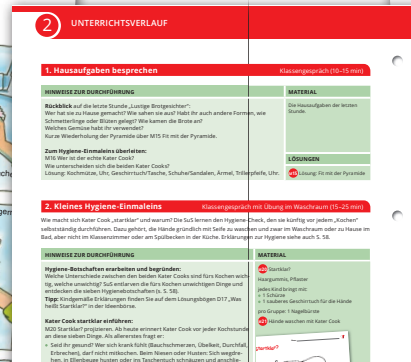 2 UNTERRICHTSVERLAUF
1. Hausaufgaben besprechen Klassengespräch (10–15 min)
HINWEISE ZUR DURCHFÜHRUNG
Rückblick auf die letzte Stunde „Lustige Brotgesichter“:
Wer hat sie zu Hause gemacht? Wie sahen sie aus? Habt ihr auch andere Formen, wie
Schmetterlinge oder Blüten gelegt? Wie kamen die Brote an?
Welches Gemüse habt ihr verwendet?
Kurze Wiederholung der Pyramide über M15 Fit mit der Pyramide.
Zum Hygiene-Einmaleins überleiten:
M16 Wer ist der echte Kater Cook?
Wie unterscheiden sich die beiden Kater Cooks?
Lösung: Kochmütze, Uhr, Geschirrtuch/Tasche, Schuhe/Sandalen, Ärmel, Trillerpfeife, Uhr.
MATERIAL
Die Hausaufgaben der letzten
Stunde.
LÖSUNGEN
Lösung: Fit mit der Pyramide
2. Kleines Hygiene-Einmaleins Klassengespräch mit Übung im Waschraum (15–25 min)
Wie macht sich Kater Cook „startklar“ und warum? Die SuS lernen den Hygiene-Check, den sie künftig vor jedem „Kochen“
selbstständig durchführen. Dazu gehört, die Hände gründlich mit Seife zu waschen und zwar im Waschraum oder zu Hause im
Bad, aber nicht im Klassenzimmer oder am Spülbecken in der Küche. Erklärungen zur Hygiene siehe auch S. 58.
HINWEISE ZUR DURCHFÜHRUNG
Hygiene-Botschaften erarbeiten und begründen:
Welche Unterschiede zwischen den beiden Kater Cooks sind fürs Kochen wich-
tig, welche unwichtig? SuS entlarven die fürs Kochen unwichtigen Dinge und
entdecken die sieben Hygienebotschaften (s. S. 58).
Tipp: Kindgemäße Erklärungen finden Sie auf dem Lösungsbogen D17 „Was
heißt Startklar?“ in der Ideenbörse.
Kater Cook startklar einführen:
M20 Startklar? projizieren. Ab heute erinnert Kater Cook vor jeder Kochstunde
an diese sieben Dinge. Als allererstes fragt er:
Seid ihr gesund? Wer sich krank fühlt (Bauchschmerzen, Übelkeit, Durchfall,
Erbrechen), darf nicht mitkochen. Beim Niesen oder Husten: Sich wegdre-
hen, in Ellenbeuge husten oder ins Taschentuch schnäuzen und anschlie-
MATERIAL
Startklar?
Haargummis, Pflaster
jedes Kind bringt mit
+ 1 Schürze
+ 1 sauberes Geschirrtuch für die Hände
pro Gruppe: 1 Nagelbürste
Hände waschen mit Kater Cook